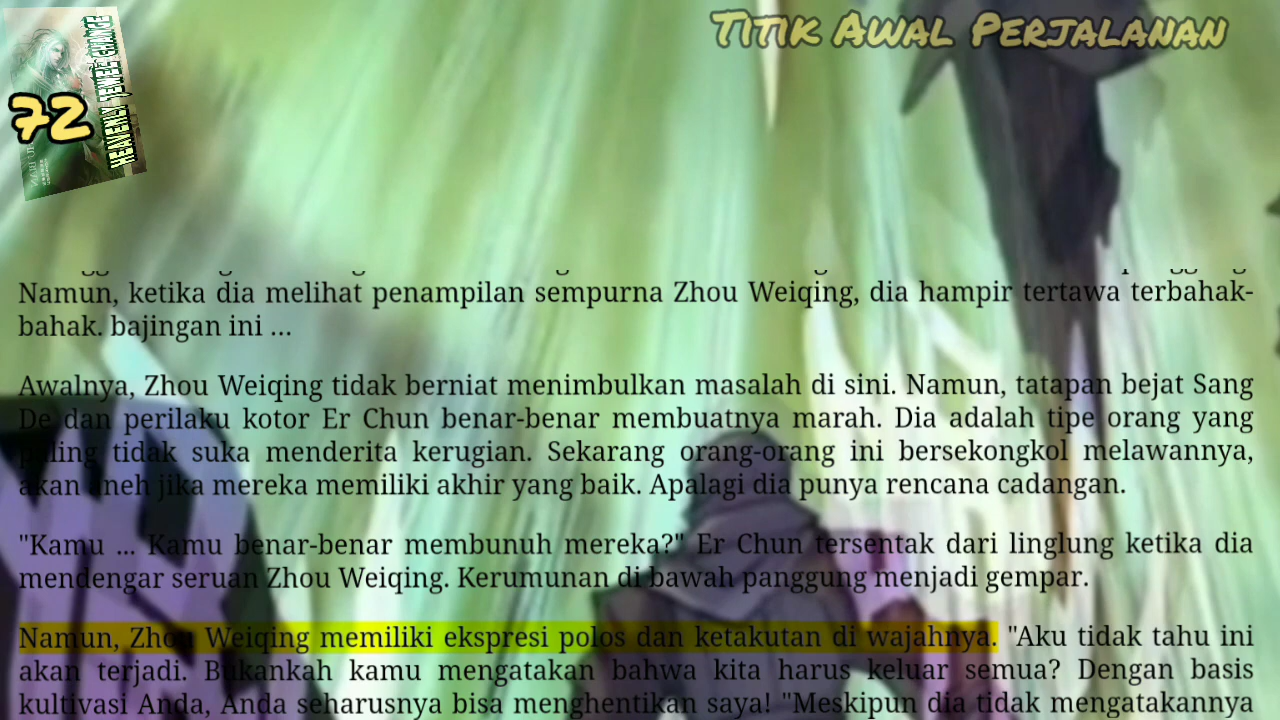 Titik Awal Perjalanan
HEAVENLY JEWEL CHANGE
72
Namun, ketika dia melihat penampilan sempurna Zhou Weiqing, dia hampir tertawa terbahak-
bahak. bajingan ini ...
Awalnya, Zhou Weiqing tidak berniat menimbulkan masalah di sini. Namun, tatapan bejat Sang
De dan perilaku kotor Er Chun benar-benar membuatnya marah. Dia adalah tipe orang yang
paling tidak suka menderita kerugian. Sekarang orang-orang ini bersekongkol melawannya,
akan aneh jika mereka memiliki akhir yang baik. Apalagi dia punya rencana cadangan.
"Kamu ... Kamu benar-benar membunuh mereka?" Er Chun tersentak dari linglung ketika dia
mendengar seruan Zhou Weiqing. Kerumunan di bawah panggung menjadi gempar.
Namun, Zhou Weiqing memiliki ekspresi polos dan ketakutan di wajahnya. "Aku tidak tahu ini
akan terjadi. Bukankah kamu mengatakan bahwa kita harus keluar semua? Dengan basis
kultivasi Anda, Anda seharusnya bisa menghentikan saya! "Meskipun dia tidak mengatakannya